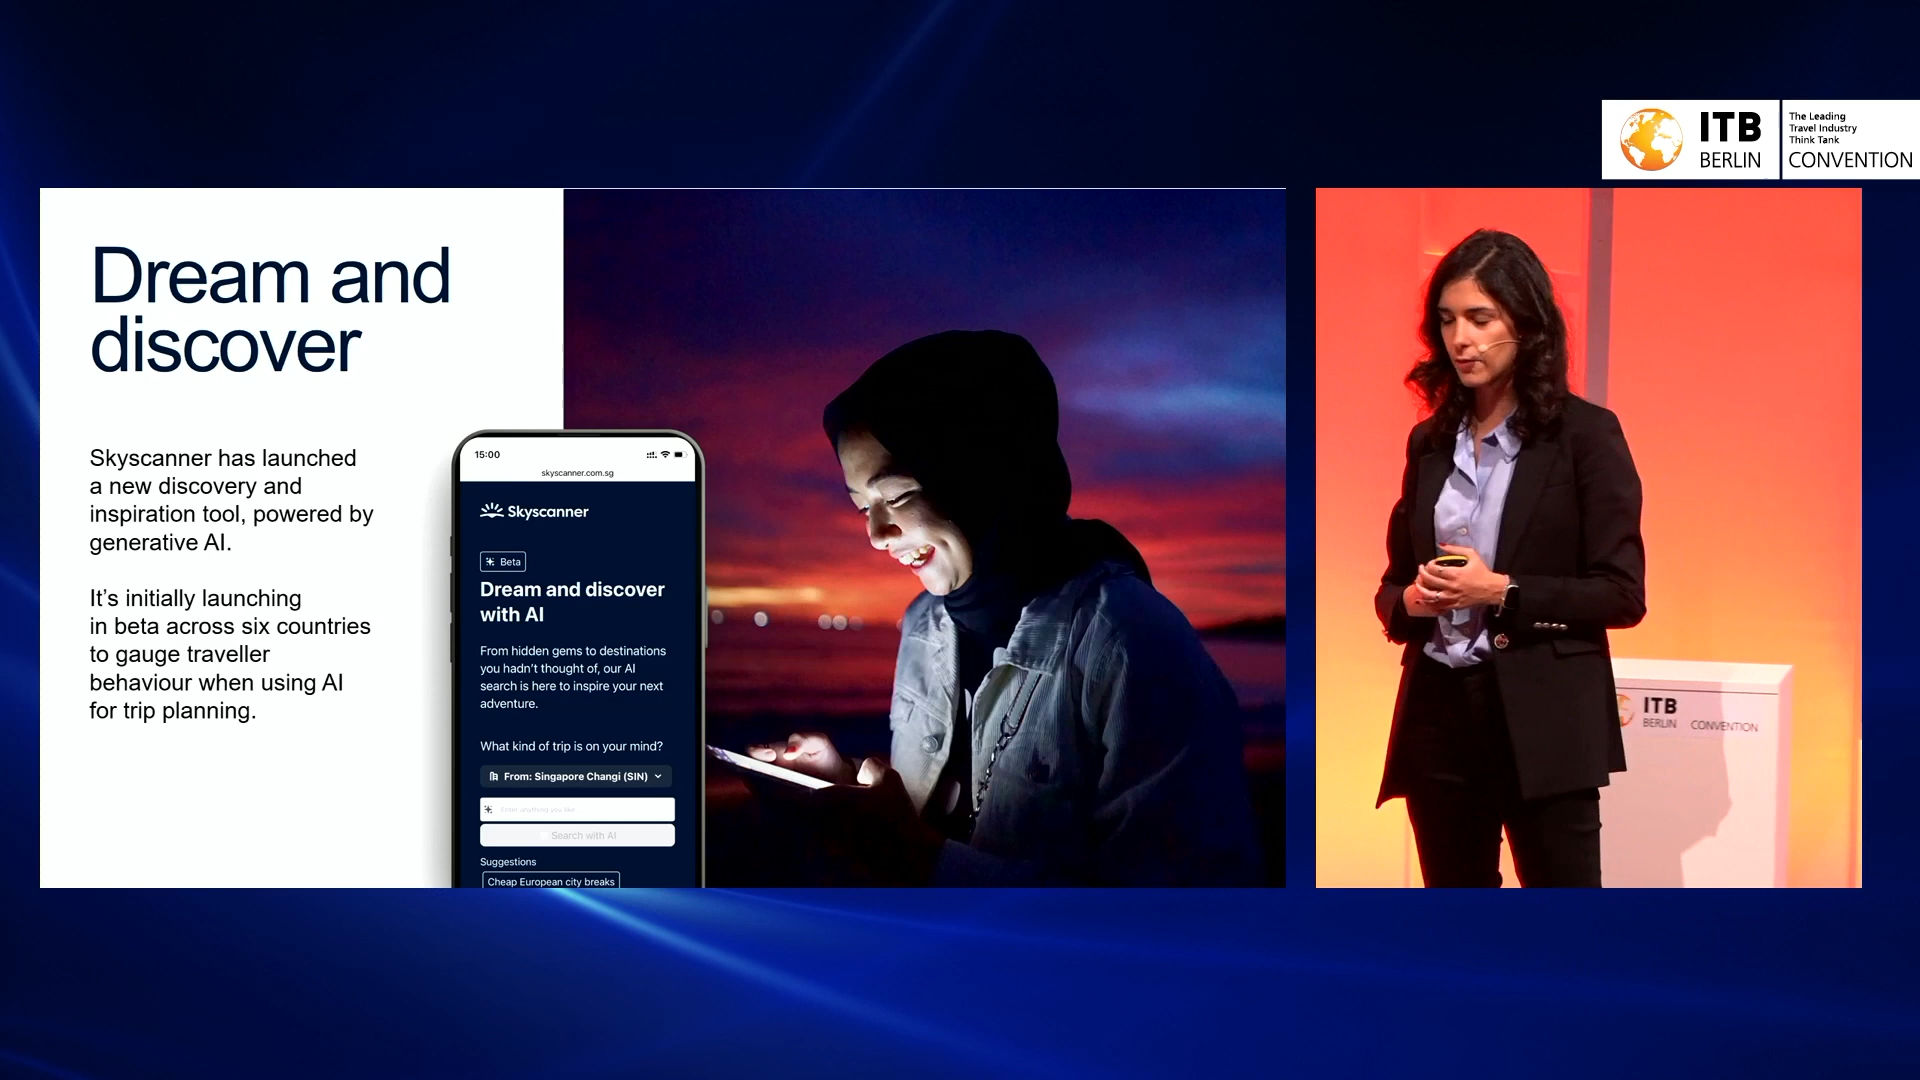 ITB
BERLIN
The Leading
Travel Industry
Think Tank
CONVENTION
Dream and
discover
Skyscanner has launched
a new discovery and
inspiration tool, powered by
generative AI.
It's initially launching
in beta across six countries
to gauge traveller
behaviour when using AI
for trip planning.
15:00
skyscanner.com.sg
Skyscanner
Beta
Dream and discover
with AI
From hidden gems to destinations
you hadn't thought of, our AI
search is here to inspire your next
adventure.
What kind of trip is on your mind?
From: Singapore Changi (SIN)
Enter anything you like
Search with AI
Suggestions
Cheap European city breaks
ITB
BERLIN CONVENTION